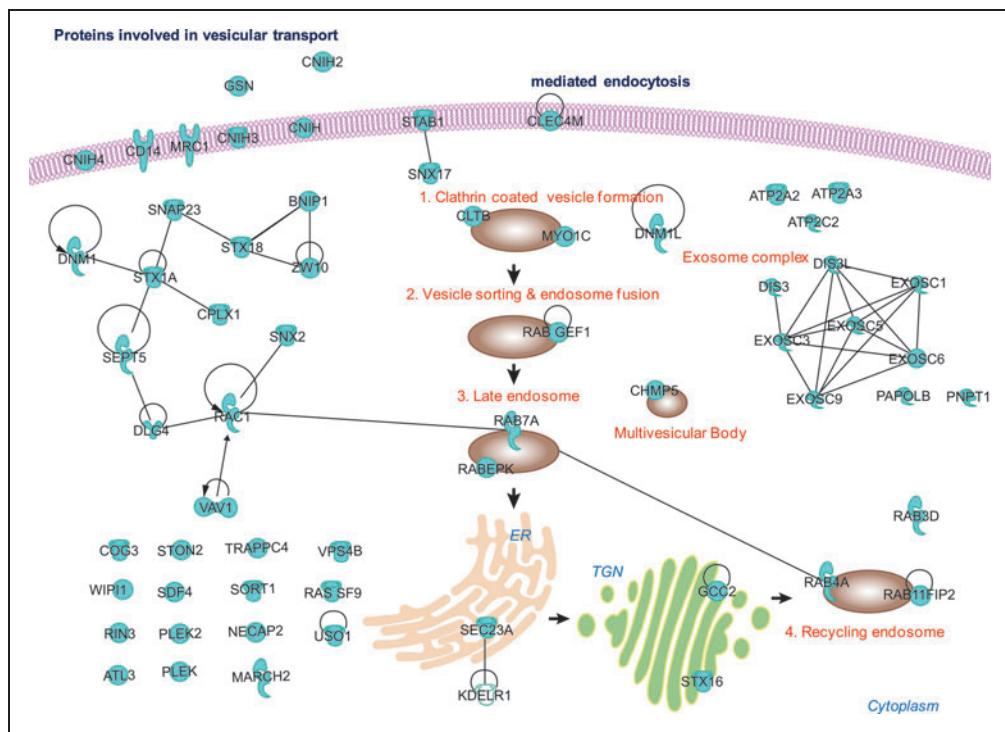 Proteins involved in vesicular transport
CNIH2
GSN
mediated endocytosis
CNIH4
CD14
MRC1
CNIH3
CNIH
STAB1
CLEC4M
SNX17
1. Clathrin coated vesicle formation
CLTB
MYO1C
DNM1L
ATP2A2
ATP2A3
ATP2C2
SNAP23
BNIP1
DNM1
STX1A
STX18
ZW10
CPLX1
Exosome complex
DIS3L
DIS3
EXOSC1
EXOSC5
EXOSC3
EXOSC6
EXOSC9
PAPOLB
PNPT1
2. Vesicle sorting & endosome fusion
RAB GEF1
SEPT5
SNX2
DLG4
RAC1
3. Late endosome
RAB7A
RABEPK
CHMP5
Multivesicular Body
VAV1
RAB3D
COG3
STON2
TRAPPC4
VPS4B
WIPI1
SDF4
SORT1
RAS SF9
RIN3
PLEK2
NECAP2
USO1
ATL3
PLEK
MARCH2
ER
SEC23A
KDELR1
TGN
GCC2
STX16
RAB4A
RAB11FIP2
4. Recycling endosome
Cytoplasm